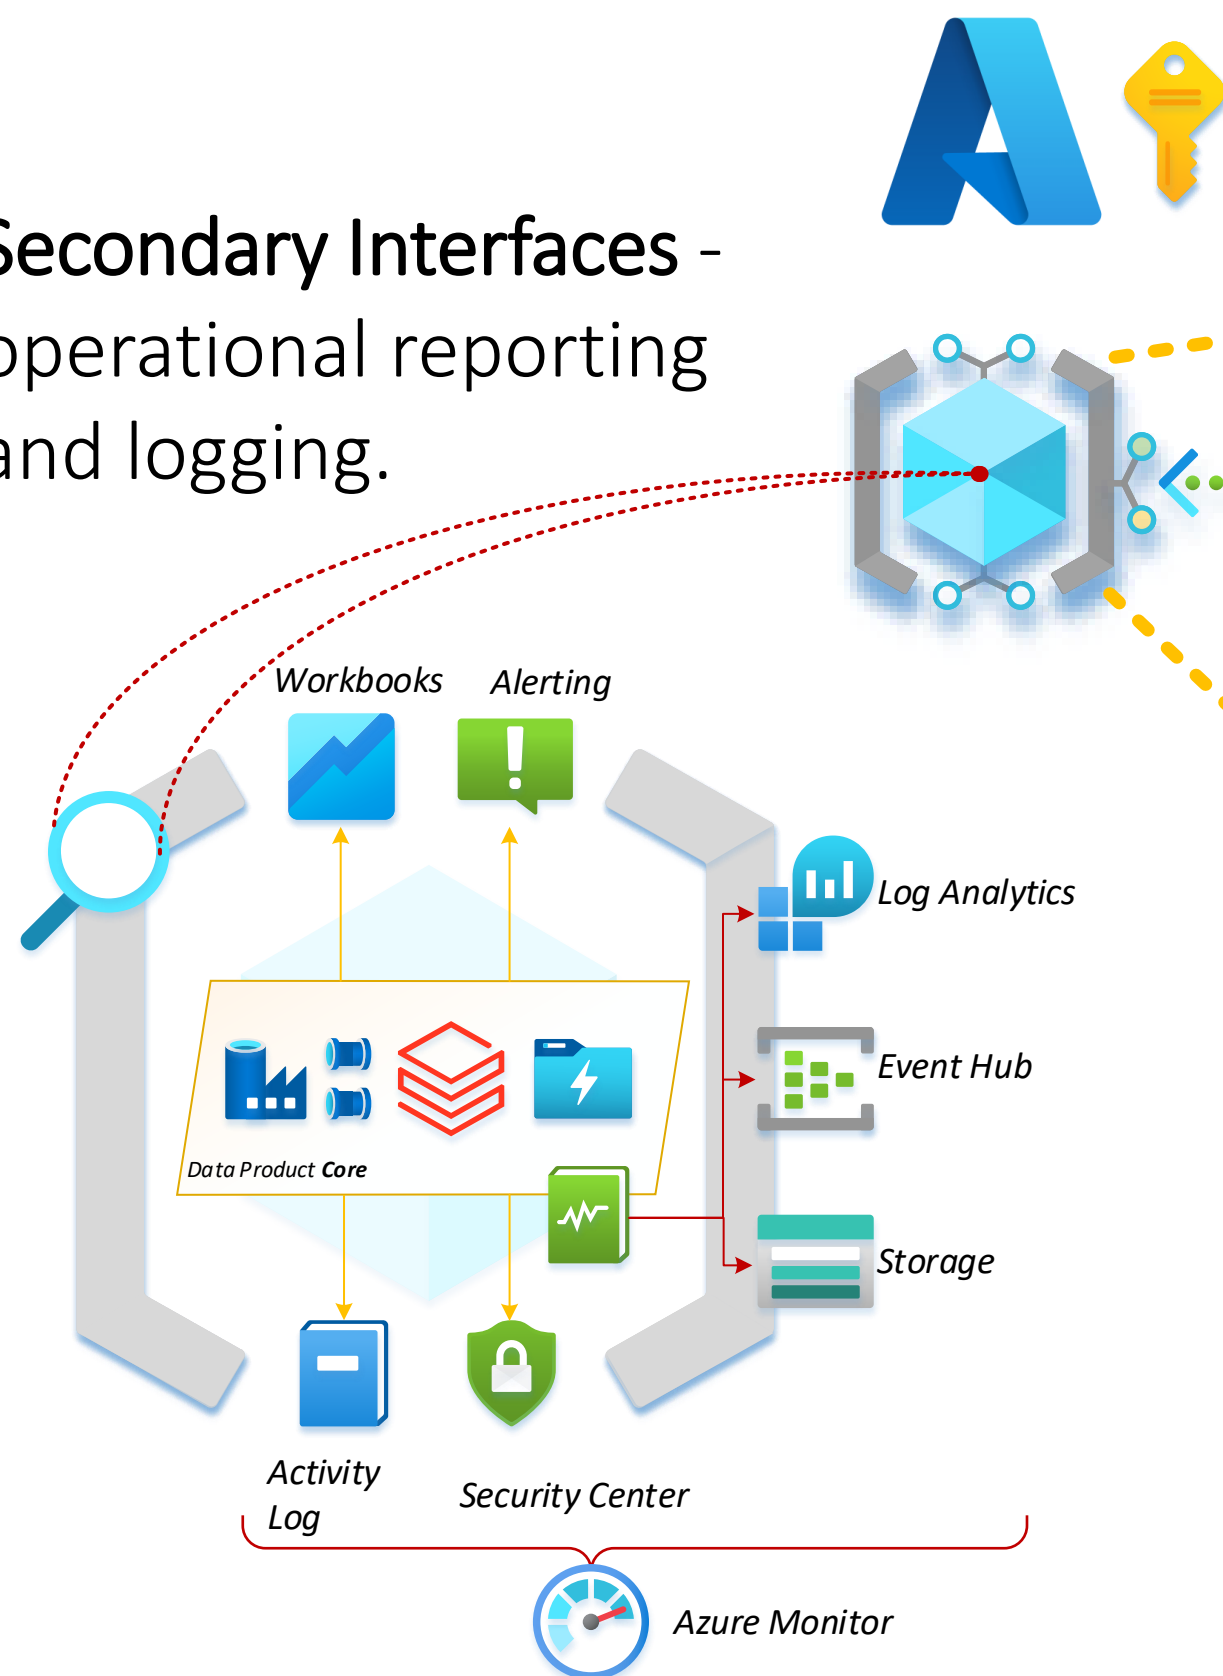 Secondary Interfaces -
operational reporting
and logging.
Workbooks
Alerting
Log Analytics
Event Hub
Data Product Core
Storage
Activity
Log
Security Center
Azure Monitor